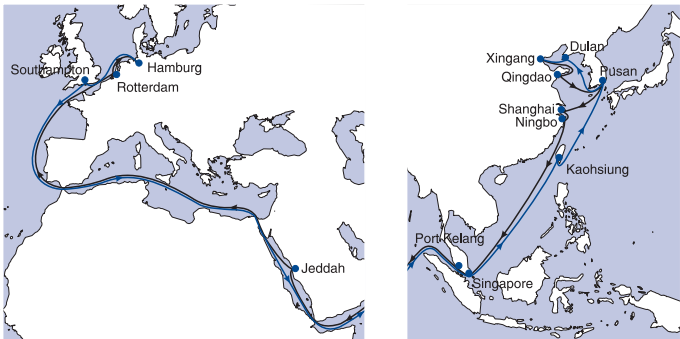 Southampton
Hamburg
Rotterdam
Jeddah
Xingang
Dulan
Qingdao
Pusan
Shanghai
Ningbo
Kaohsiung
Port Kelang
Singapore